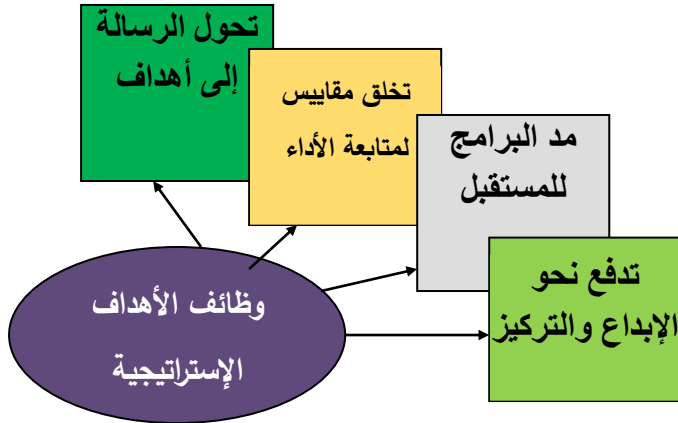 تحول الرسالة
إلى أهداف
تخلق مقاييس
لمتابعة الأداء
مد البرامج
للمستقبل
تدفع نحو
الإبداع والتركيز
وظائف الأهداف
الإستراتيجية